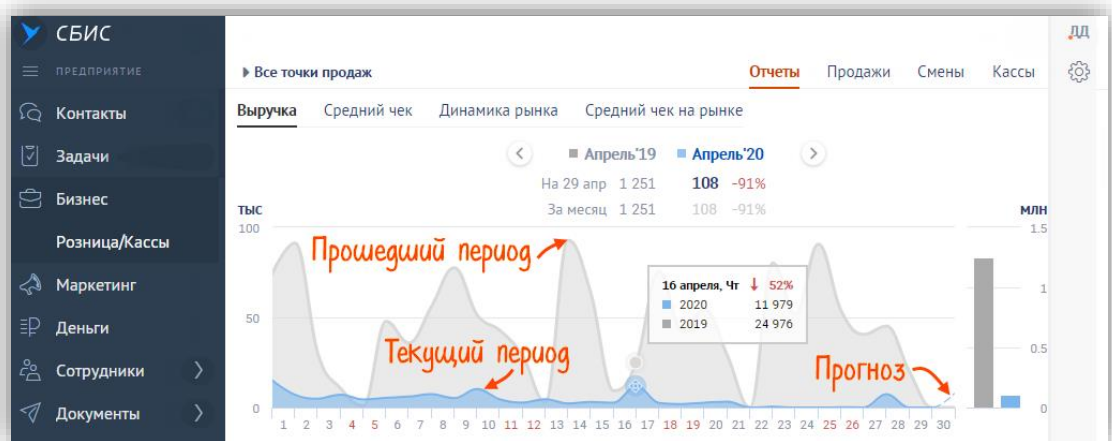 СБИС
ПРЕДПРИЯТИЕ
Контакты
Задачи
Бизнес
Розница/Кассы
Маркетинг
Деньги
Сотрудники
Документы
ДД
Все точки продаж
Отчеты Продажи Смены Кассы
Выручка Средний чек Динамика рынка Средний чек на рынке
Апрель'19 Апрель'20
На 29 апр 1 251 108 -91%
За месяц 1 251 108 -91%
тыс
млн
100
50
0
1.5
1
0.5
0
Прошедший период
Текущий период
Прогноз
16 апреля, Чт ↓ 52%
2020 11 979
2019 24 976
1 2 3 4 5 6 7 8 9 10 11 12 13 14 15 16 17 18 19 20 21 22 23 24 25 26 27 28 29 30